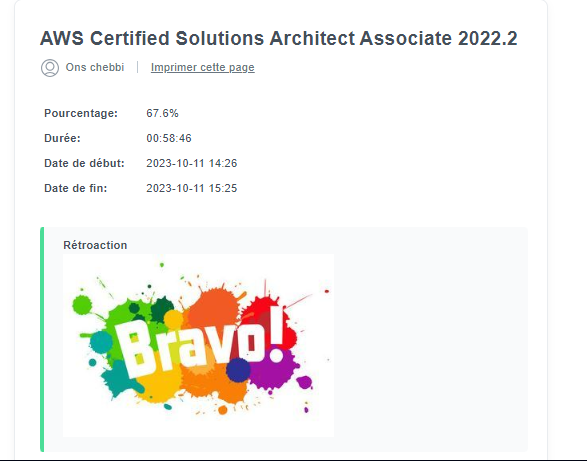 AWS Certified Solutions Architect Associate 2022.2
Ons chebbi | Imprimer cette page
Pourcentage: 67.6%
Durée: 00:58:46
Date de début: 2023-10-11 14:26
Date de fin: 2023-10-11 15:25
Rétroaction
Bravo!